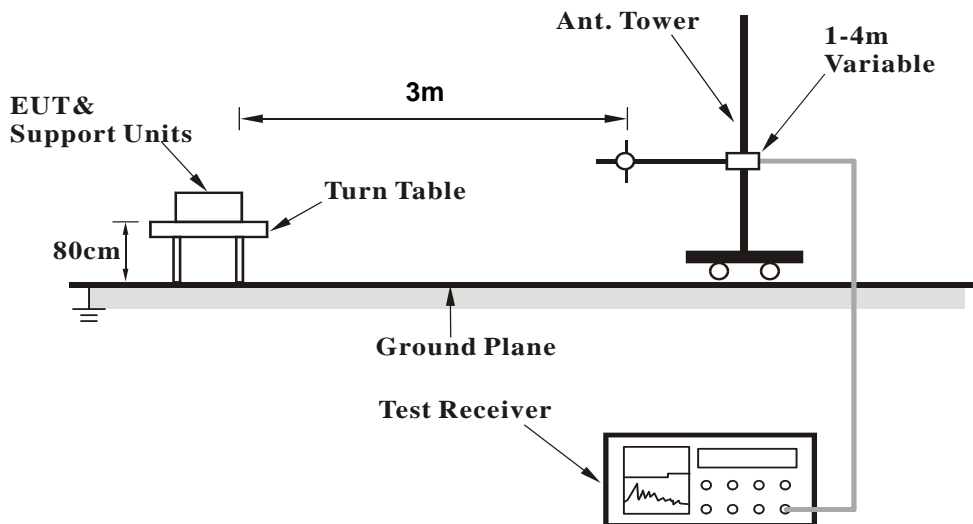 Ant. Tower
1-4m
Variable
3m
EUT&
Support Units
Turn Table
80cm
Ground Plane
Test Receiver